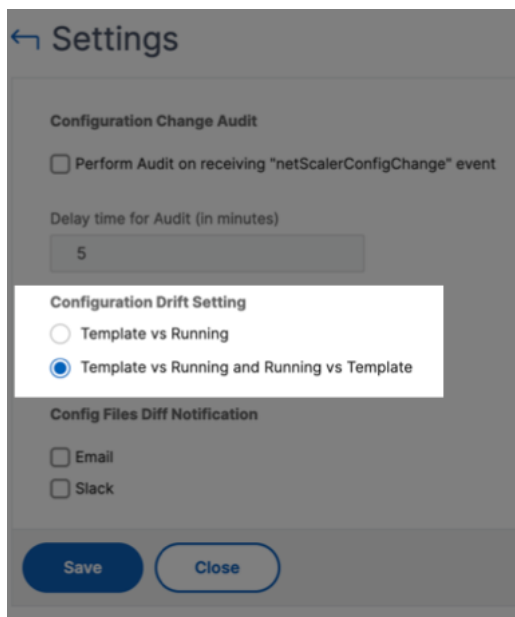 Settings
Configuration Change Audit
Perform Audit on receiving "netScalerConfigChange" event
Delay time for Audit (in minutes)
5
Configuration Drift Setting
Template vs Running
Template vs Running and Running vs Template
Config Files Diff Notification
Email
Slack
Save Close